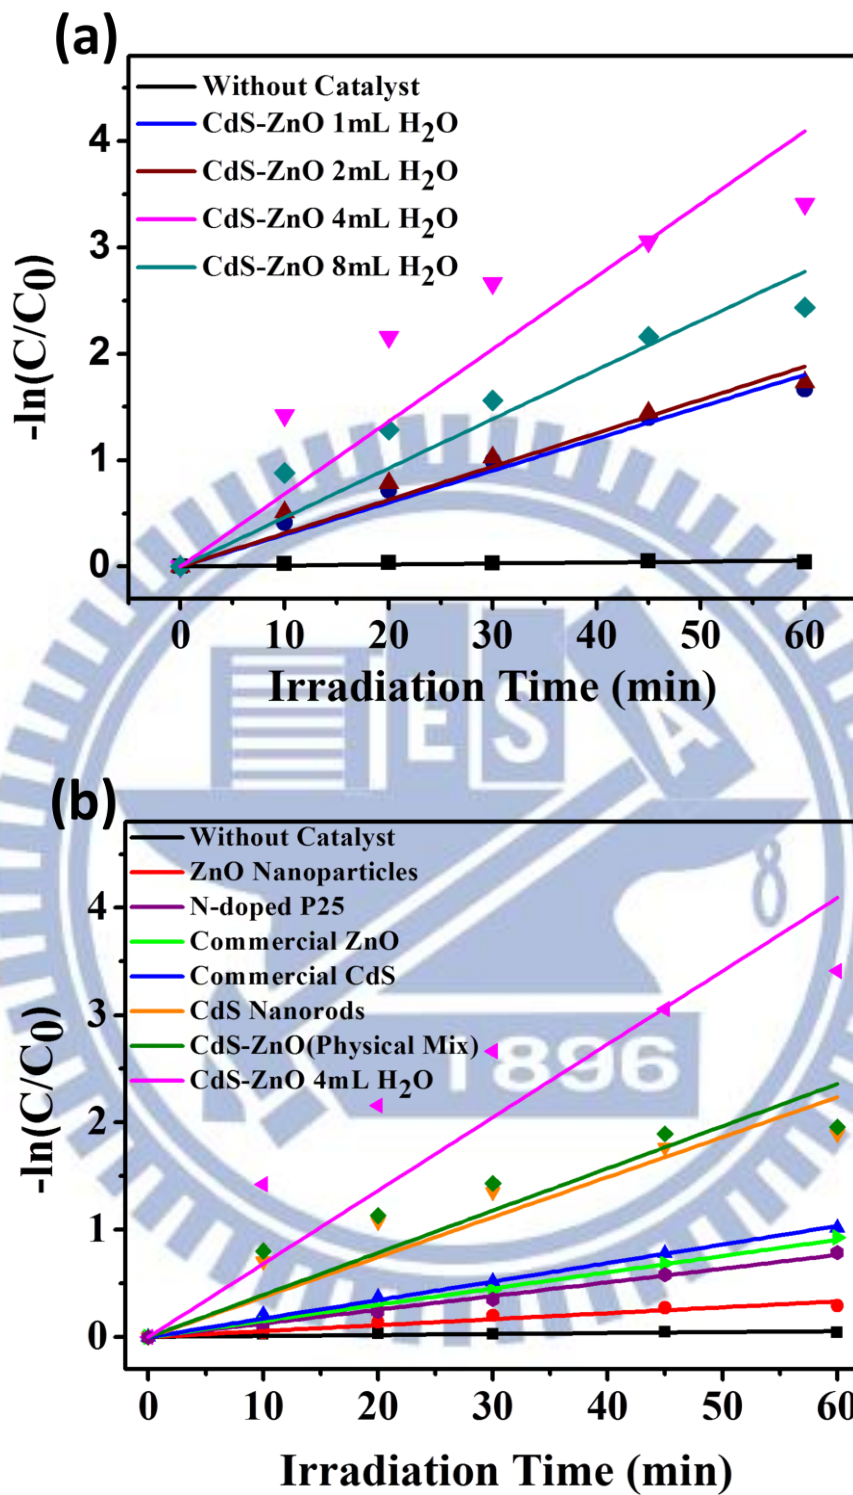 (a)
Without Catalyst
CdS-ZnO 1mL H2O
CdS-ZnO 2mL H2O
CdS-ZnO 4mL H2O
CdS-ZnO 8mL H2O
-ln(C/C0)
4
3
2
1
0
0 10 20 30 40 50 60
Irradiation Time (min)
E S A
(b)
Without Catalyst
ZnO Nanoparticles
N-doped P25
Commercial ZnO
Commercial CdS
CdS Nanorods
CdS-ZnO(Physical Mix)
CdS-ZnO 4mL H2O
-ln(C/C0)
4
3
2
1
0
1896
0 10 20 30 40 50 60
Irradiation Time (min)